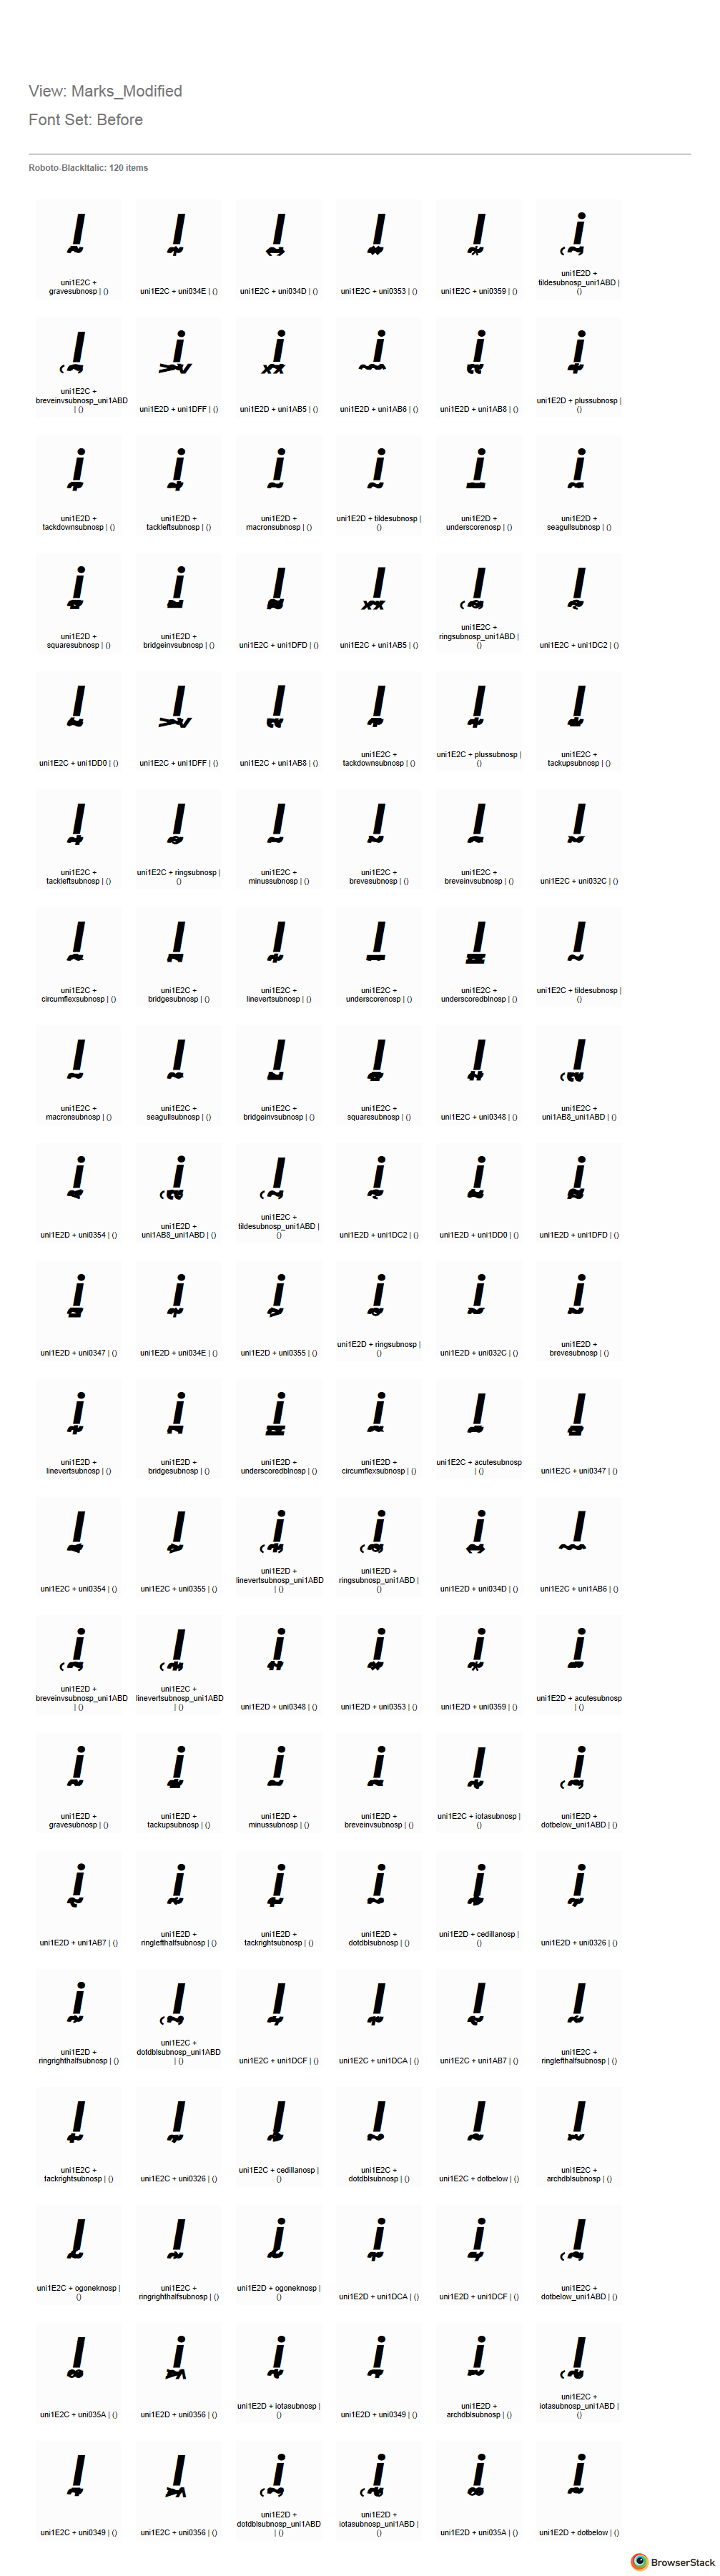 View: Marks_Modified
Font Set: Before
Roboto-BlackItalic: 120 items
uni1E2C +
gravesubnosp | ()
uni1E2C + uni034E | ()
uni1E2C + uni034D | ()
uni1E2C + uni0353 | ()
uni1E2C + uni0359 | ()
uni1E2D +
tildesubnosp_uni1ABD |
()
uni1E2C +
breveinvsubnosp_uni1ABD
| ()
uni1E2D + uni1DFF | ()
uni1E2D + uni1AB5 | ()
uni1E2D + uni1AB6 | ()
uni1E2D + uni1AB8 | ()
uni1E2D + plussubnosp |
()
uni1E2D +
tackdownsubnosp | ()
uni1E2D +
tackleftsubnosp | ()
uni1E2D +
macronsubnosp | ()
uni1E2D + tildesubnosp |
()
uni1E2D +
underscorenosp | ()
uni1E2D +
seagullsubnosp | ()
uni1E2D +
squaresubnosp | ()
uni1E2D +
bridgeinvsubnosp | ()
uni1E2C + uni1DFD | ()
uni1E2C + uni1AB5 | ()
uni1E2C +
ringsubnosp_uni1ABD |
()
uni1E2C + uni1DC2 | ()
uni1E2C + uni1DD0 | ()
uni1E2C + uni1DFF | ()
uni1E2C + uni1AB8 | ()
uni1E2C +
tackdownsubnosp | ()
uni1E2C + plussubnosp |
()
uni1E2C +
tackupsubnosp | ()
uni1E2C +
tackleftsubnosp | ()
uni1E2C + ringsubnosp |
()
uni1E2C +
minussubnosp | ()
uni1E2C +
brevesubnosp | ()
uni1E2C +
breveinvsubnosp | ()
uni1E2C + uni032C | ()
uni1E2C +
circumflexsubnosp | ()
uni1E2C +
bridgesubnosp | ()
uni1E2C +
linevertsubnosp | ()
uni1E2C +
underscorenosp | ()
uni1E2C +
underscoredblnosp | ()
uni1E2C + tildesubnosp |
()
uni1E2C +
macronsubnosp | ()
uni1E2C +
seagullsubnosp | ()
uni1E2C +
bridgeinvsubnosp | ()
uni1E2C +
squaresubnosp | ()
uni1E2C + uni0348 | ()
uni1E2C +
uni1AB8_uni1ABD | ()
uni1E2D + uni0354 | ()
uni1E2D +
uni1AB8_uni1ABD | ()
uni1E2C +
tildesubnosp_uni1ABD |
()
uni1E2D + uni1DC2 | ()
uni1E2D + uni1DD0 | ()
uni1E2D + uni1DFD | ()
uni1E2D + uni0347 | ()
uni1E2D + uni034E | ()
uni1E2D + uni0355 | ()
uni1E2D + ringsubnosp |
()
uni1E2D + uni032C | ()
uni1E2D +
brevesubnosp | ()
uni1E2D +
linevertsubnosp | ()
uni1E2D +
bridgesubnosp | ()
uni1E2D +
underscoredblnosp | ()
uni1E2D +
circumflexsubnosp | ()
uni1E2C + acutesubnosp
| ()
uni1E2C + uni0347 | ()
uni1E2C + uni0354 | ()
uni1E2C + uni0355 | ()
uni1E2D +
linevertsubnosp_uni1ABD
| ()
uni1E2D +
ringsubnosp_uni1ABD |
()
uni1E2D + uni034D | ()
uni1E2C + uni1AB6 | ()
uni1E2D +
breveinvsubnosp_uni1ABD
| ()
uni1E2C +
linevertsubnosp_uni1ABD
| ()
uni1E2D + uni0348 | ()
uni1E2D + uni0353 | ()
uni1E2D + uni0359 | ()
uni1E2D + acutesubnosp
| ()
uni1E2D +
gravesubnosp | ()
uni1E2D +
tackupsubnosp | ()
uni1E2D +
minussubnosp | ()
uni1E2D +
breveinvsubnosp | ()
uni1E2C + iotasubnosp |
()
uni1E2D +
dotbelow_uni1ABD | ()
uni1E2D + uni1AB7 | ()
uni1E2D +
ringlefthalfsubnosp | ()
uni1E2D +
tackrightsubnosp | ()
uni1E2D +
dotdblsubnosp | ()
uni1E2D + cedillanosp |
()
uni1E2D + uni0326 | ()
uni1E2D +
ringrighthalfsubnosp | ()
uni1E2C +
dotdblsubnosp_uni1ABD
| ()
uni1E2C + uni1DCF | ()
uni1E2C + uni1DCA | ()
uni1E2C + uni1AB7 | ()
uni1E2C +
ringlefthalfsubnosp | ()
uni1E2C +
tackrightsubnosp | ()
uni1E2C + uni0326 | ()
uni1E2C + cedillanosp |
()
uni1E2C +
dotdblsubnosp | ()
uni1E2C + dotbelow | ()
uni1E2C +
archdblsubnosp | ()
uni1E2C + ogoneknosp |
()
uni1E2C +
ringrighthalfsubnosp | ()
uni1E2D + ogoneknosp |
()
uni1E2D + uni1DCA | ()
uni1E2D + uni1DCF | ()
uni1E2C +
dotbelow_uni1ABD | ()
uni1E2C + uni035A | ()
uni1E2D + uni0356 | ()
uni1E2D + iotasubnosp |
()
uni1E2D + uni0349 | ()
uni1E2D +
archdblsubnosp | ()
uni1E2C +
iotasubnosp_uni1ABD |
()
uni1E2C + uni0349 | ()
uni1E2C + uni0356 | ()
uni1E2D +
dotdblsubnosp_uni1ABD
| ()
uni1E2D +
iotasubnosp_uni1ABD |
()
uni1E2D + uni035A | ()
uni1E2D + dotbelow | ()
BrowserStack